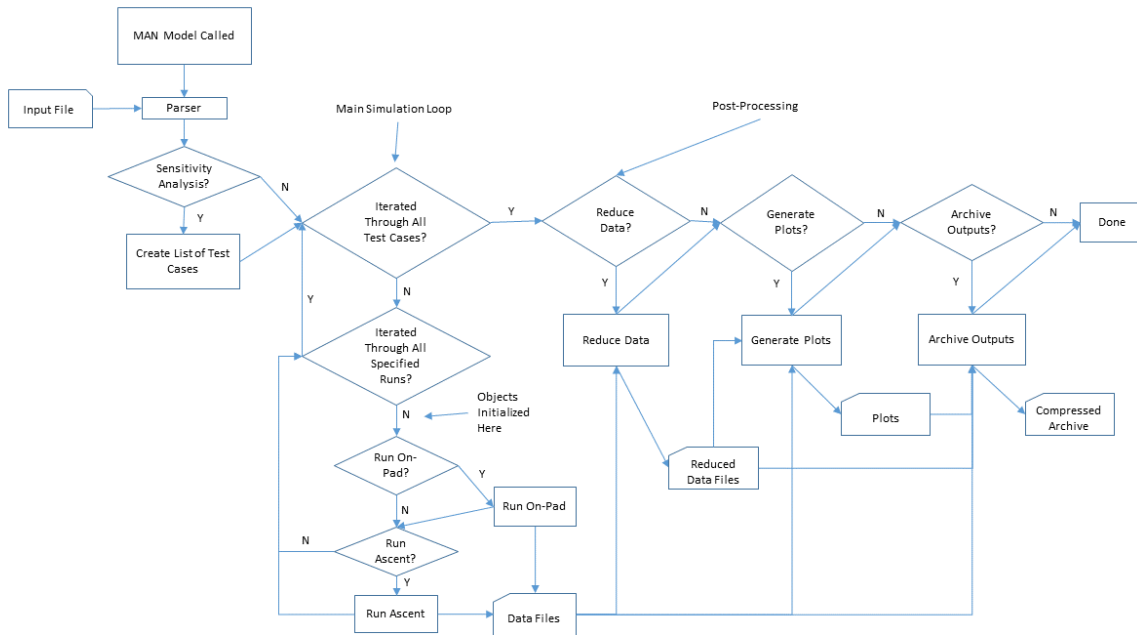 MAN Model Called
Input File
Parser
Main Simulation Loop
Post-Processing
Sensitivity
Analysis?
N
Y
Create List of Test
Cases
Iterated
Through All
Test Cases?
Y
N
Y
Iterated
Through All
Specified
Runs?
N
Objects
Initialized
Here
Run On-
Pad?
Y
N
Run On-Pad
Run
Ascent?
N
Y
Run Ascent
Data Files
Reduce
Data?
N
Y
Reduce Data
Reduced
Data Files
Generate
Plots?
N
Y
Generate Plots
Plots
Archive
Outputs?
N
Y
Archive Outputs
Compressed
Archive
Done